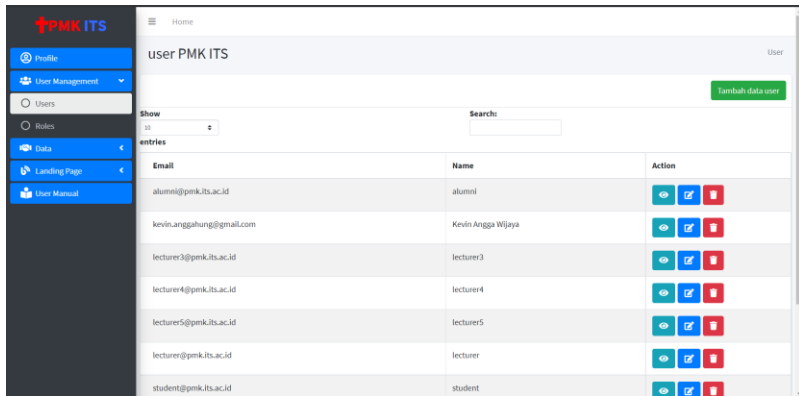 PMK ITS
Home
Profile
User Management
Users
Roles
Data
Landing Page
User Manual
user PMK ITS
User
Tambah data user
Show
10
entries
Search:
Email Name Action
alumni@pmk.its.ac.id alumni
kevin.anggahung@gmail.com Kevin Angga Wijaya
lecturer3@pmk.its.ac.id lecturer3
lecturer4@pmk.its.ac.id lecturer4
lecturer5@pmk.its.ac.id lecturer5
lecturer@pmk.its.ac.id lecturer
student@pmk.its.ac.id student